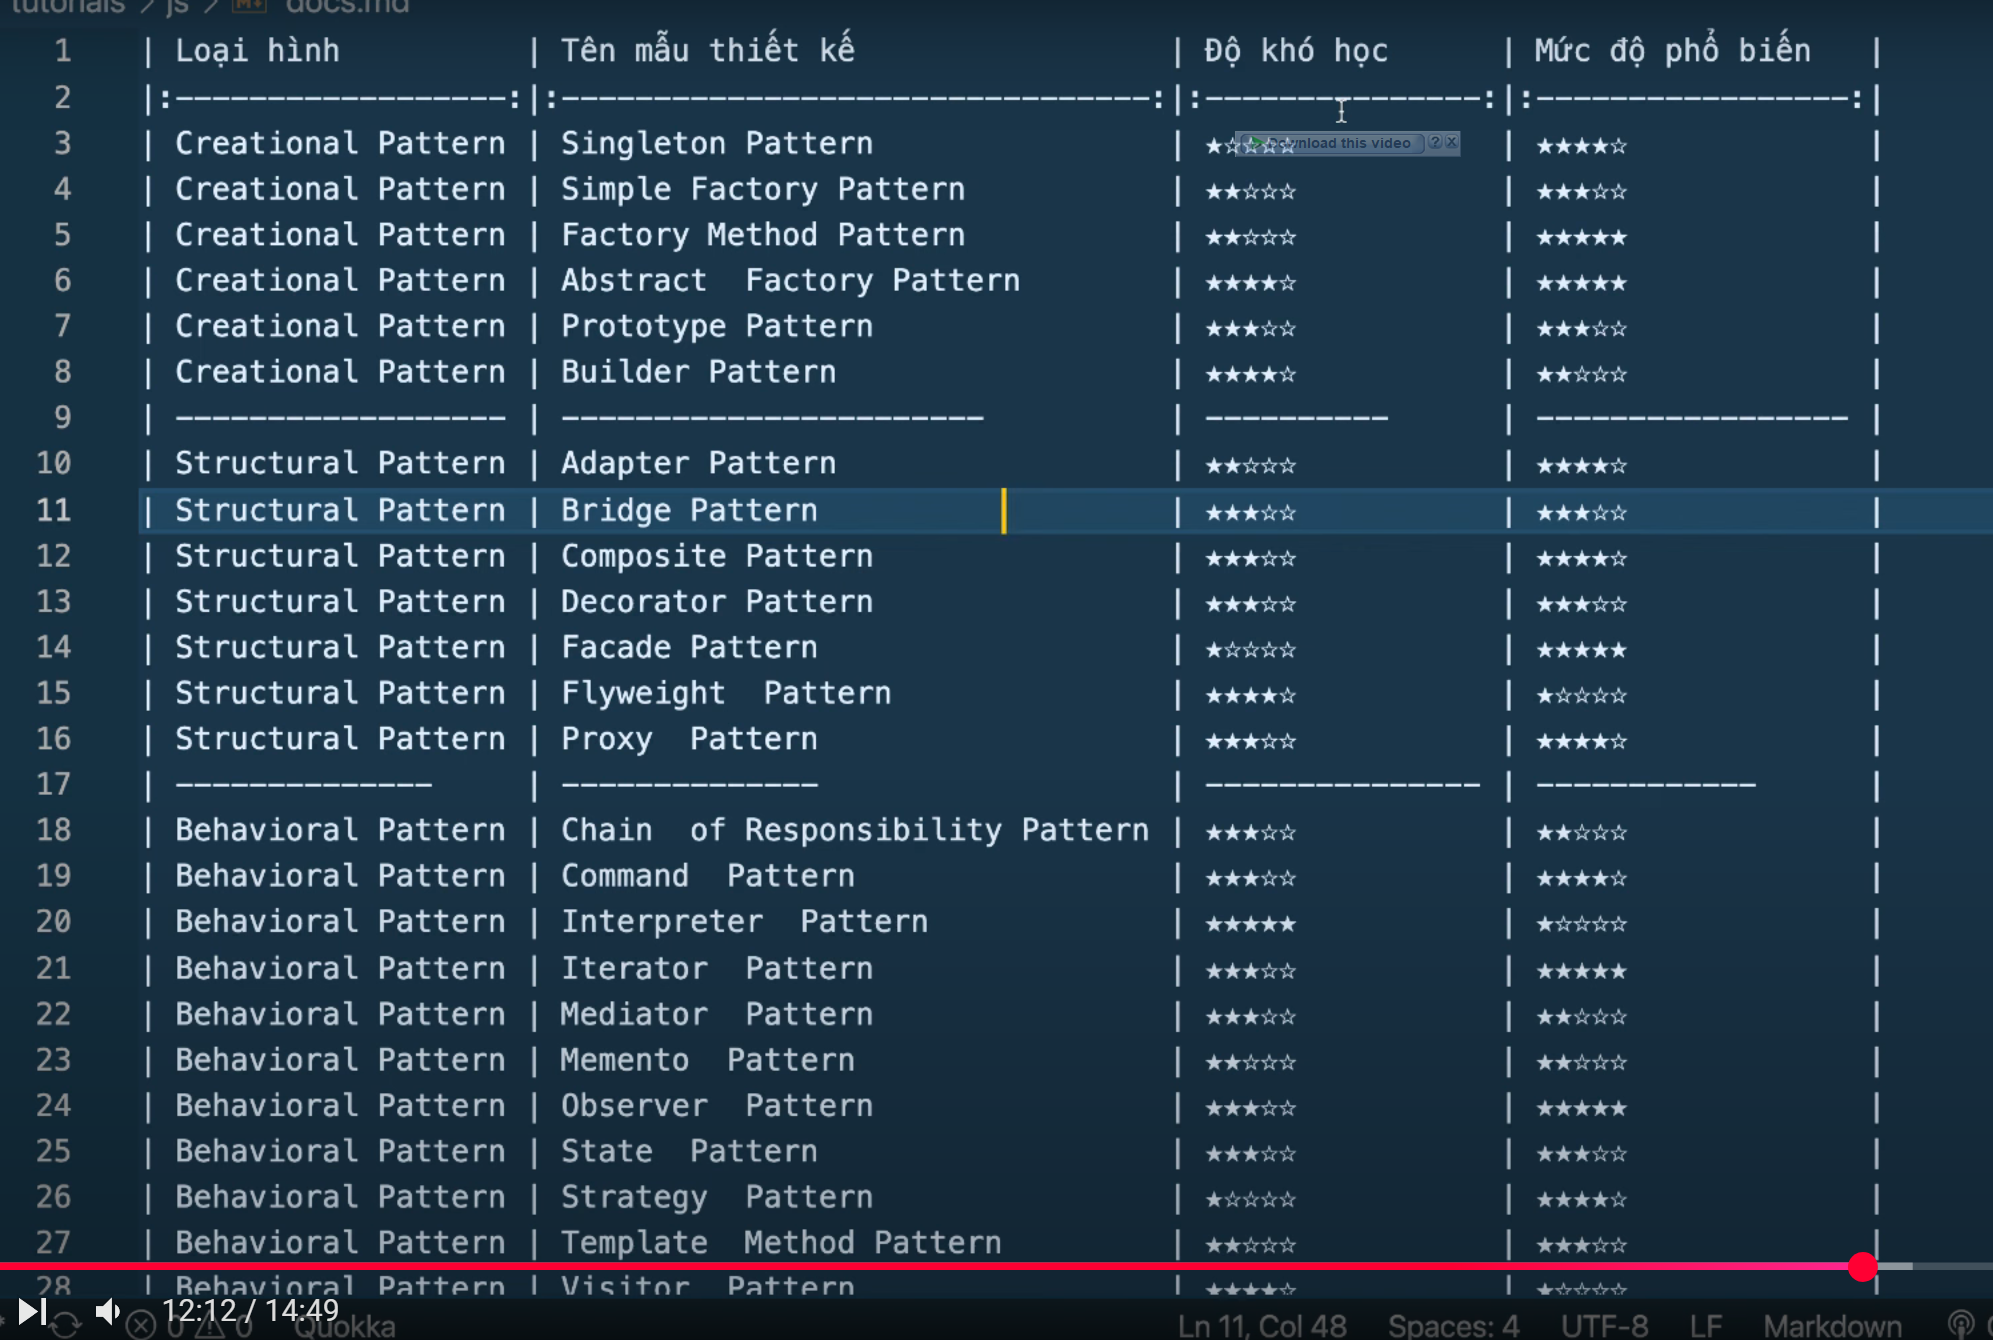 tutorials > js > docs.md
1 | Loại hình | Tên mẫu thiết kế | Độ khó học | Mức độ phổ biến |
2 |:------------------:|:--------------------------------:|:---------------:|:-----------------:|
3 | Creational Pattern | Singleton Pattern | ★☆☆☆☆ | ★★★★☆ |
Download this video ? X
4 | Creational Pattern | Simple Factory Pattern | ★★☆☆☆ | ★★★☆☆ |
5 | Creational Pattern | Factory Method Pattern | ★★☆☆☆ | ★★★★★ |
6 | Creational Pattern | Abstract  Factory Pattern | ★★★★☆ | ★★★★★ |
7 | Creational Pattern | Prototype Pattern | ★★★☆☆ | ★★★☆☆ |
8 | Creational Pattern | Builder Pattern | ★★★★☆ | ★★☆☆☆ |
9 | ------------------ | ----------------------- | ---------- | ----------------- |
10 | Structural Pattern | Adapter Pattern | ★★☆☆☆ | ★★★★☆ |
11 | Structural Pattern | Bridge Pattern | ★★★☆☆ | ★★★☆☆ |
12 | Structural Pattern | Composite Pattern | ★★★☆☆ | ★★★★☆ |
13 | Structural Pattern | Decorator Pattern | ★★★☆☆ | ★★★☆☆ |
14 | Structural Pattern | Facade Pattern | ★☆☆☆☆ | ★★★★★ |
15 | Structural Pattern | Flyweight  Pattern | ★★★★☆ | ★☆☆☆☆ |
16 | Structural Pattern | Proxy  Pattern | ★★★☆☆ | ★★★★☆ |
17 | -------------- | -------------- | --------------- | ------------ |
18 | Behavioral Pattern | Chain  of Responsibility Pattern | ★★★☆☆ | ★★☆☆☆ |
19 | Behavioral Pattern | Command  Pattern | ★★★☆☆ | ★★★★☆ |
20 | Behavioral Pattern | Interpreter  Pattern | ★★★★★ | ★☆☆☆☆ |
21 | Behavioral Pattern | Iterator  Pattern | ★★★☆☆ | ★★★★★ |
22 | Behavioral Pattern | Mediator  Pattern | ★★★☆☆ | ★★☆☆☆ |
23 | Behavioral Pattern | Memento  Pattern | ★★☆☆☆ | ★★☆☆☆ |
24 | Behavioral Pattern | Observer  Pattern | ★★★☆☆ | ★★★★★ |
25 | Behavioral Pattern | State  Pattern | ★★★☆☆ | ★★★☆☆ |
26 | Behavioral Pattern | Strategy  Pattern | ★☆☆☆☆ | ★★★★☆ |
27 | Behavioral Pattern | Template  Method Pattern | ★★☆☆☆ | ★★★☆☆ |
28 | Behavioral Pattern | Visitor  Pattern | ★★★★☆ | ★☆☆☆☆ |
12:12 / 14:49
0 0 Quokka Ln 11, Col 48 Spaces: 4 UTF-8 LF Markdown